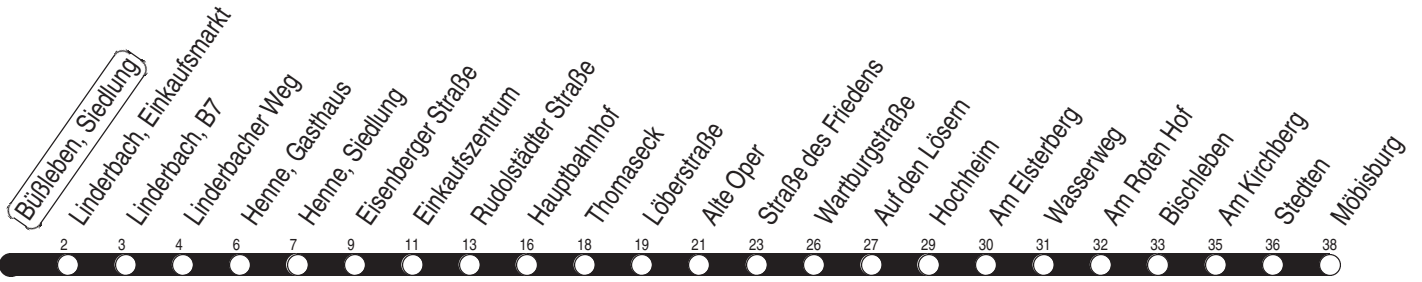 Büßleben, Siedlung
Linderbach, Einkaufsmarkt
Linderbach, B7
Linderbacher Weg
Henne, Gasthaus
Henne, Siedlung
Eisenberger Straße
Einkaufszentrum
Rudolstädter Straße
Hauptbahnhof
Thomaseck
Löberstraße
Alte Oper
Straße des Friedens
Wartburgstraße
Auf den Lösern
Hochheim
Am Elsterberg
Wasserweg
Am Roten Hof
Bischleben
Am Kirchberg
Stedten
Möbisburg
2 3 4 6 7 9 11 13 16 18 19 21 23 26 27 29 30 31 32 33 35 36 38